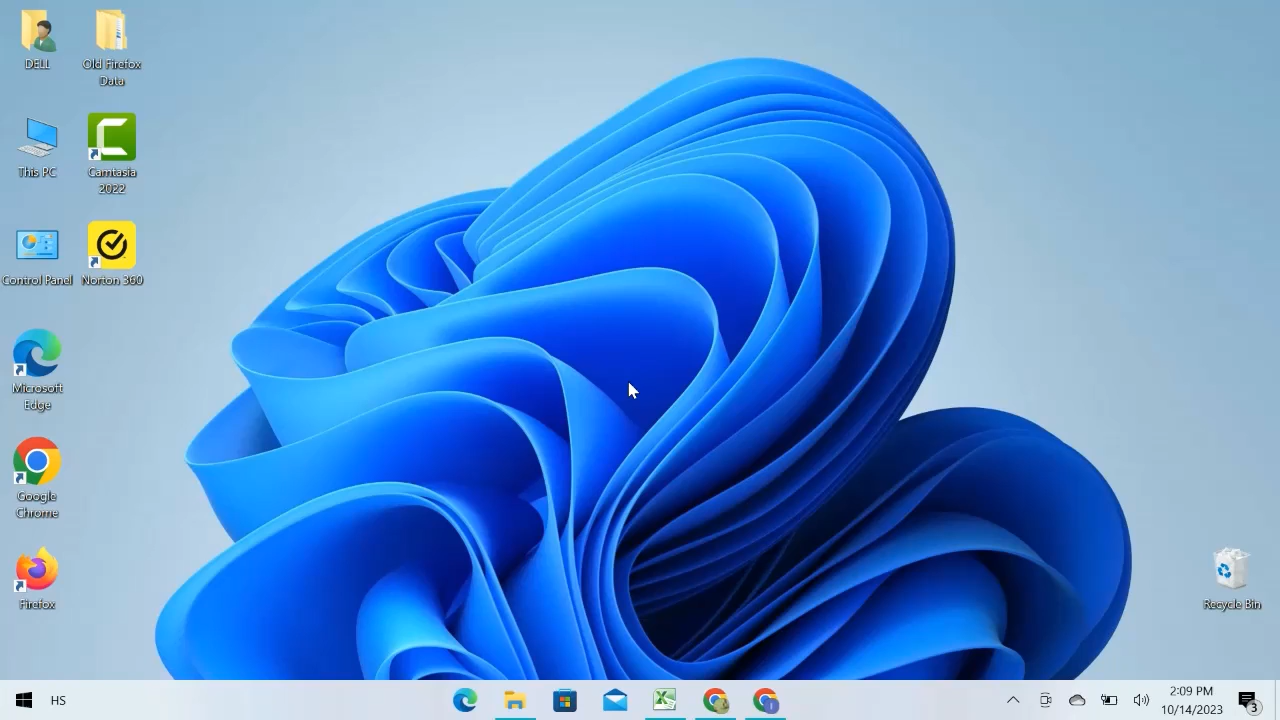 DELL
Old Firefox
Data
This PC
Camtasia
2022
Control Panel
Norton 360
Microsoft
Edge
Google
Chrome
Firefox
Recycle Bin
HS
2:09 PM
10/14/2023
3